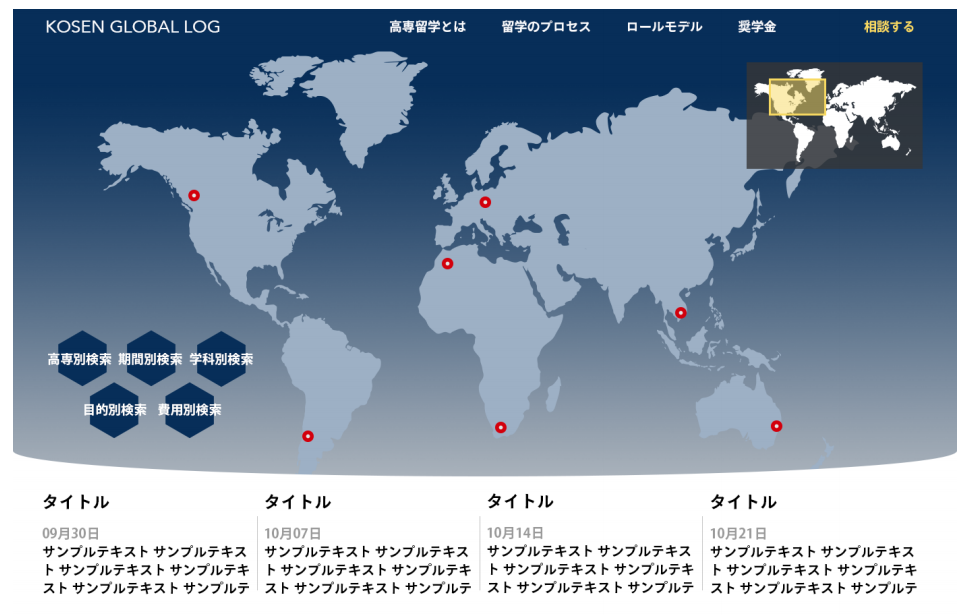 KOSEN GLOBAL LOG
高専留学とは
留学のプロセス
ロールモデル
奨学金
相談する
高専別検索
期間別検索
学科別検索
目的別検索
費用別検索
タイトル
09月30日
サンプルテキスト サンプルテキス
ト サンプルテキスト サンプルテキ
スト サンプルテキスト サンプルテ
タイトル
10月07日
サンプルテキスト サンプルテキス
ト サンプルテキスト サンプルテキ
スト サンプルテキスト サンプルテ
タイトル
10月14日
サンプルテキスト サンプルテキス
ト サンプルテキスト サンプルテキ
スト サンプルテキスト サンプルテ
タイトル
10月21日
サンプルテキスト サンプルテキス
ト サンプルテキスト サンプルテキ
スト サンプルテキスト サンプルテ